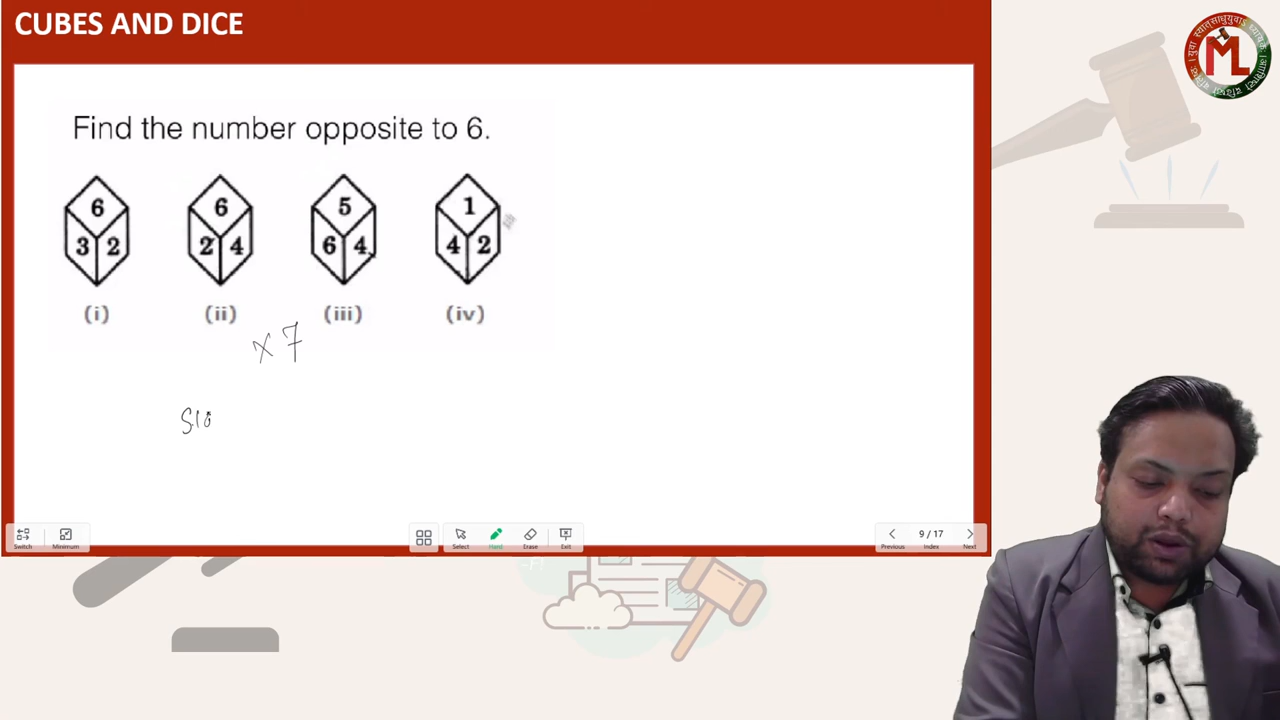 CUBES AND DICE
Find the number opposite to 6.
6 6 5 1
3 2 2 4 6 4 4 2
(i) (ii) (iii) (iv)
x 7
Switch Minimum Select Hand Erase Exit Previous 9 / 17 Next
Index
ML